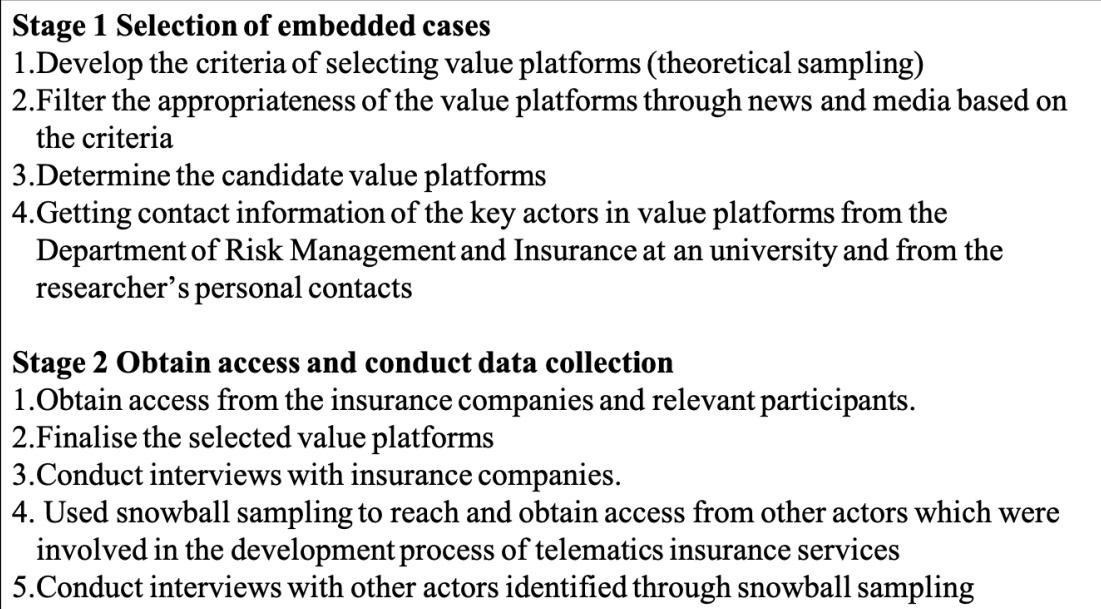 Stage 1 Selection of embedded cases
1.Develop the criteria of selecting value platforms (theoretical sampling)
2.Filter the appropriateness of the value platforms through news and media based on
the criteria
3.Determine the candidate value platforms
4.Getting contact information of the key actors in value platforms from the
Department of Risk Management and Insurance at an university and from the
researcher’s personal contacts
Stage 2 Obtain access and conduct data collection
1.Obtain access from the insurance companies and relevant participants.
2.Finalise the selected value platforms
3.Conduct interviews with insurance companies.
4. Used snowball sampling to reach and obtain access from other actors which were
involved in the development process of telematics insurance services
5.Conduct interviews with other actors identified through snowball sampling